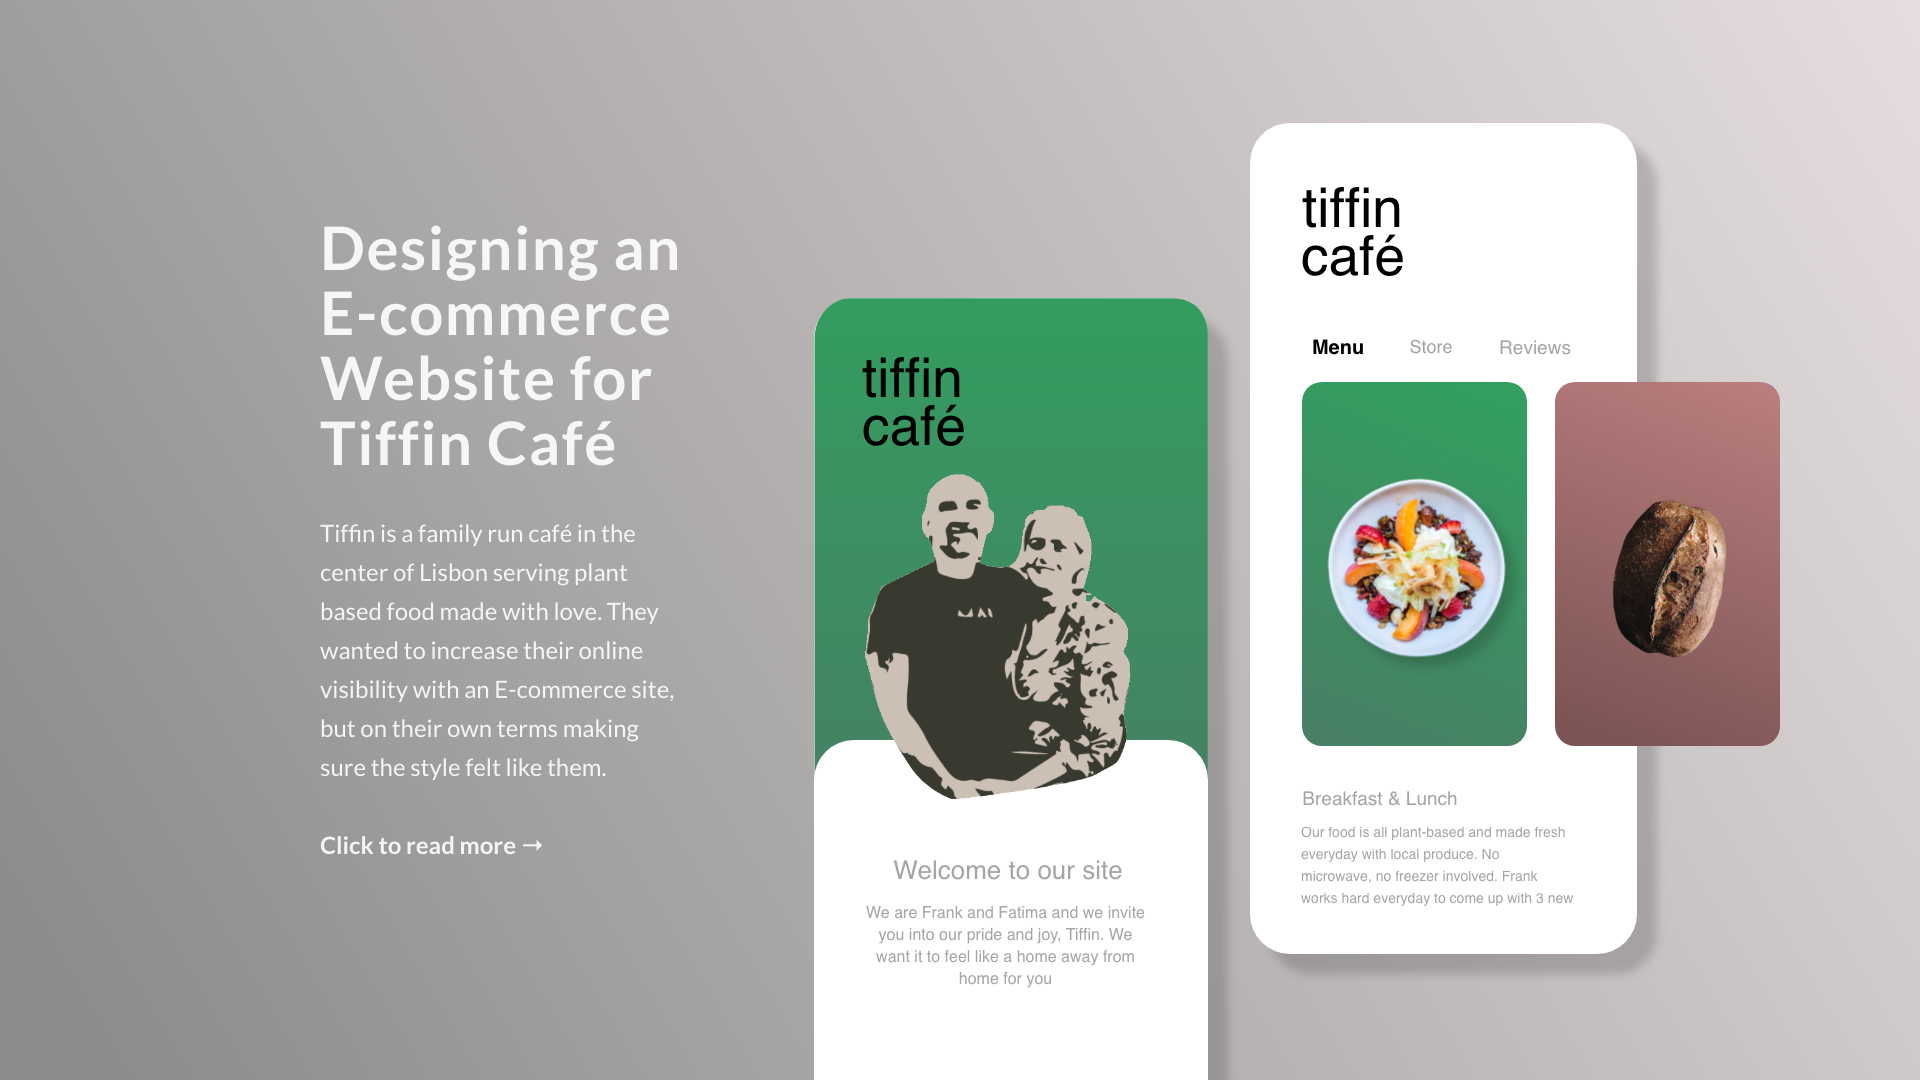 Designing an
E-commerce
Website for
Tiffin Café
Tiffin is a family run café in the
center of Lisbon serving plant
based food made with love. They
wanted to increase their online
visibility with an E-commerce site,
but on their own terms making
sure the style felt like them.
Click to read more →
tiffin
café
Welcome to our site
We are Frank and Fatima and we invite
you into our pride and joy, Tiffin. We
want it to feel like a home away from
home for you
tiffin
café
Menu Store Reviews
Breakfast & Lunch
Our food is all plant-based and made fresh
everyday with local produce. No
microwave, no freezer involved. Frank
works hard everyday to come up with 3 new